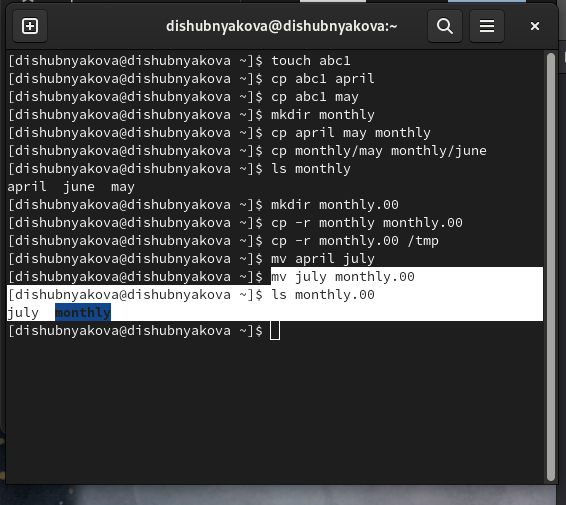 dishubnyakova@dishubnyakova:~
[dishubnyakova@dishubnyakova ~]$ touch abc1
[dishubnyakova@dishubnyakova ~]$ cp abc1 april
[dishubnyakova@dishubnyakova ~]$ cp abc1 may
[dishubnyakova@dishubnyakova ~]$ mkdir monthly
[dishubnyakova@dishubnyakova ~]$ cp april may monthly
[dishubnyakova@dishubnyakova ~]$ cp monthly/may monthly/june
[dishubnyakova@dishubnyakova ~]$ ls monthly
april  june  may
[dishubnyakova@dishubnyakova ~]$ mkdir monthly.00
[dishubnyakova@dishubnyakova ~]$ cp -r monthly monthly.00
[dishubnyakova@dishubnyakova ~]$ cp -r monthly.00 /tmp
[dishubnyakova@dishubnyakova ~]$ mv april july
[dishubnyakova@dishubnyakova ~]$ mv july monthly.00
[dishubnyakova@dishubnyakova ~]$ ls monthly.00
july  monthly
[dishubnyakova@dishubnyakova ~]$